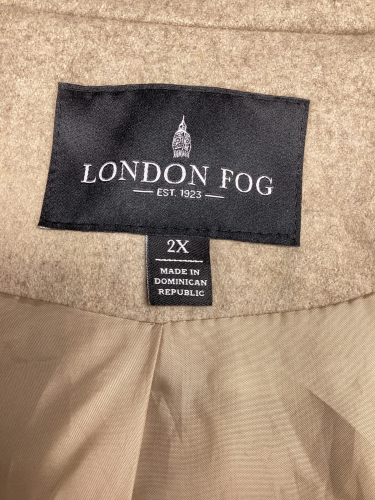 LONDON FOG
EST. 1923
2X
MADE IN
DOMINICAN
REPUBLIC